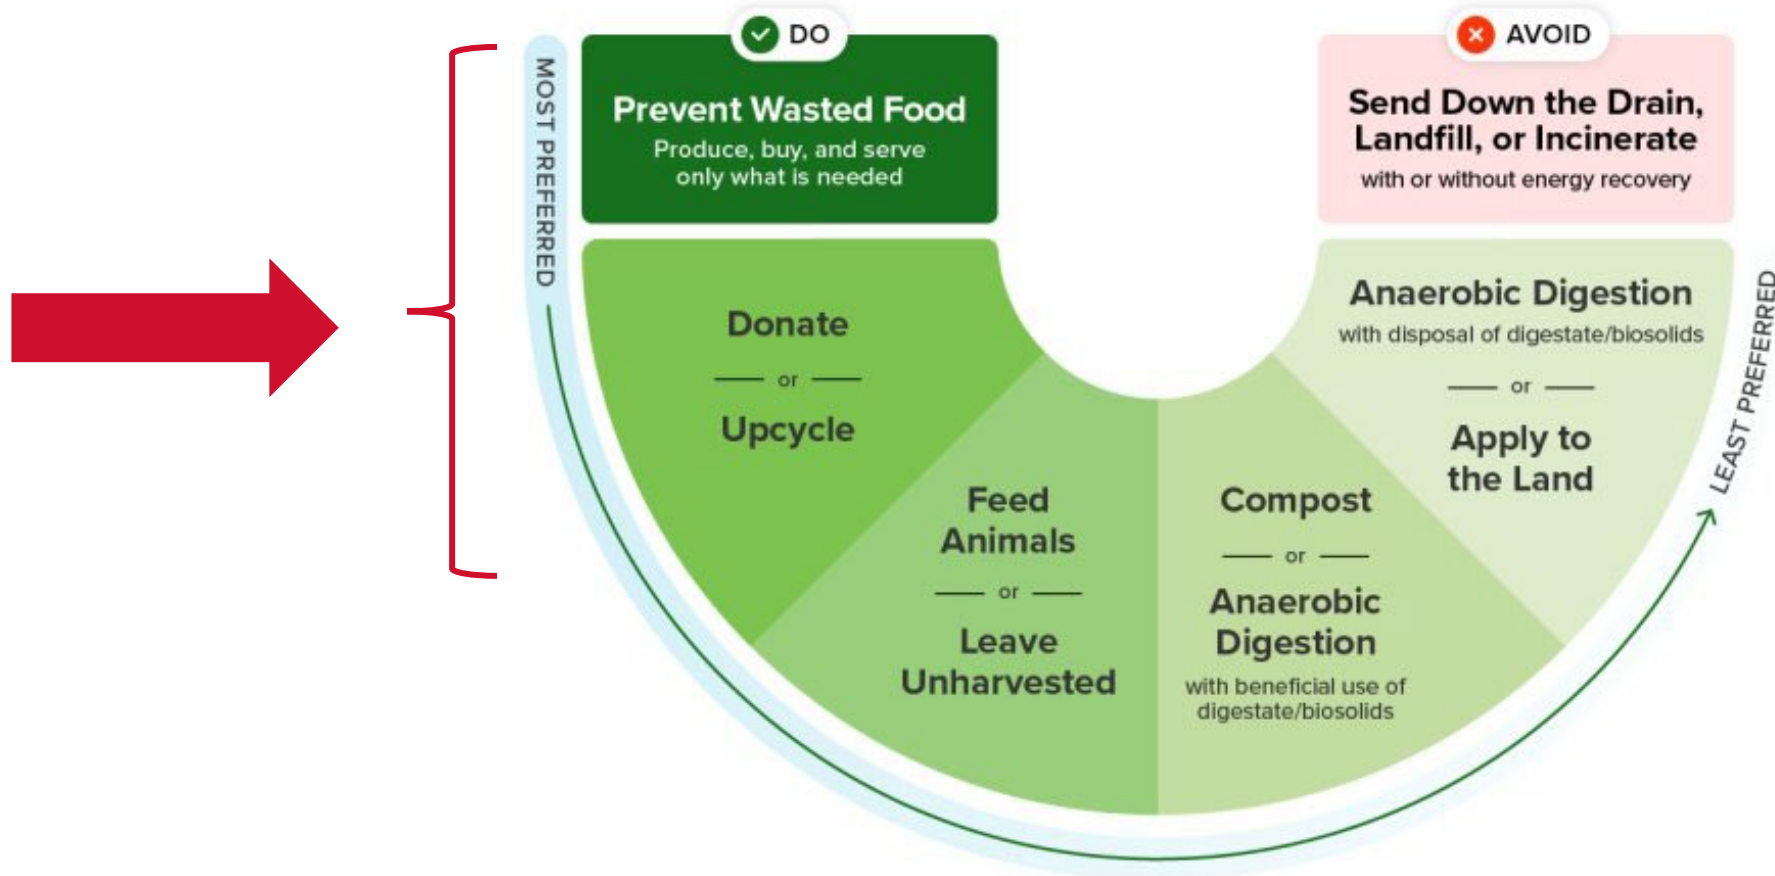 DO
Prevent Wasted Food
Produce, buy, and serve
only what is needed
MOST PREFERRED
Donate
or
Upcycle
Feed
Animals
or
Leave
Unharvested
Compost
or
Anaerobic
Digestion
with beneficial use of
digestate/biosolids
Anaerobic Digestion
with disposal of digestate/biosolids
or
Apply to
the Land
LEAST PREFERRED
AVOID
Send Down the Drain,
Landfill, or Incinerate
with or without energy recovery